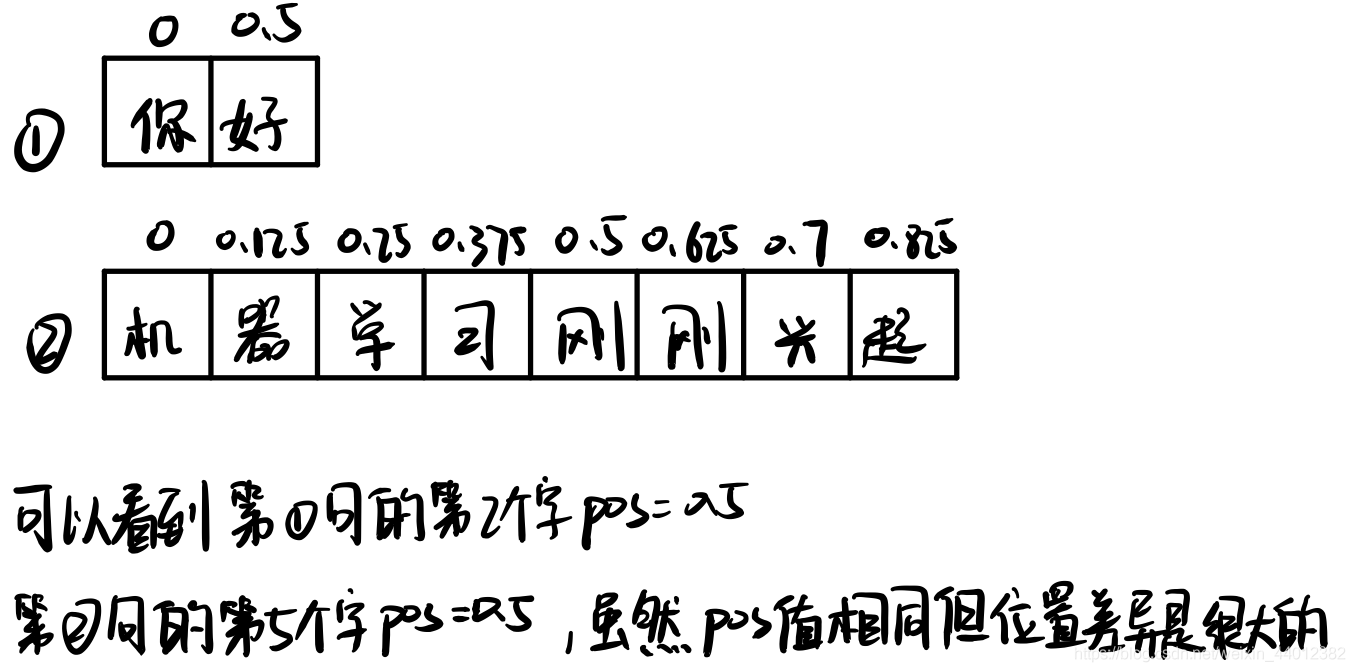 0 0.5
① 你好
0 0.125 0.25 0.375 0.5 0.625 0.7 0.825
② 机器学习刚刚兴起
可以看到第①句的第2个字pos=0.5
第②句的第5个字pos=0.5,虽然pos值相同但位置差异是很大的
https://blog.csdn.net/weixin_44012382